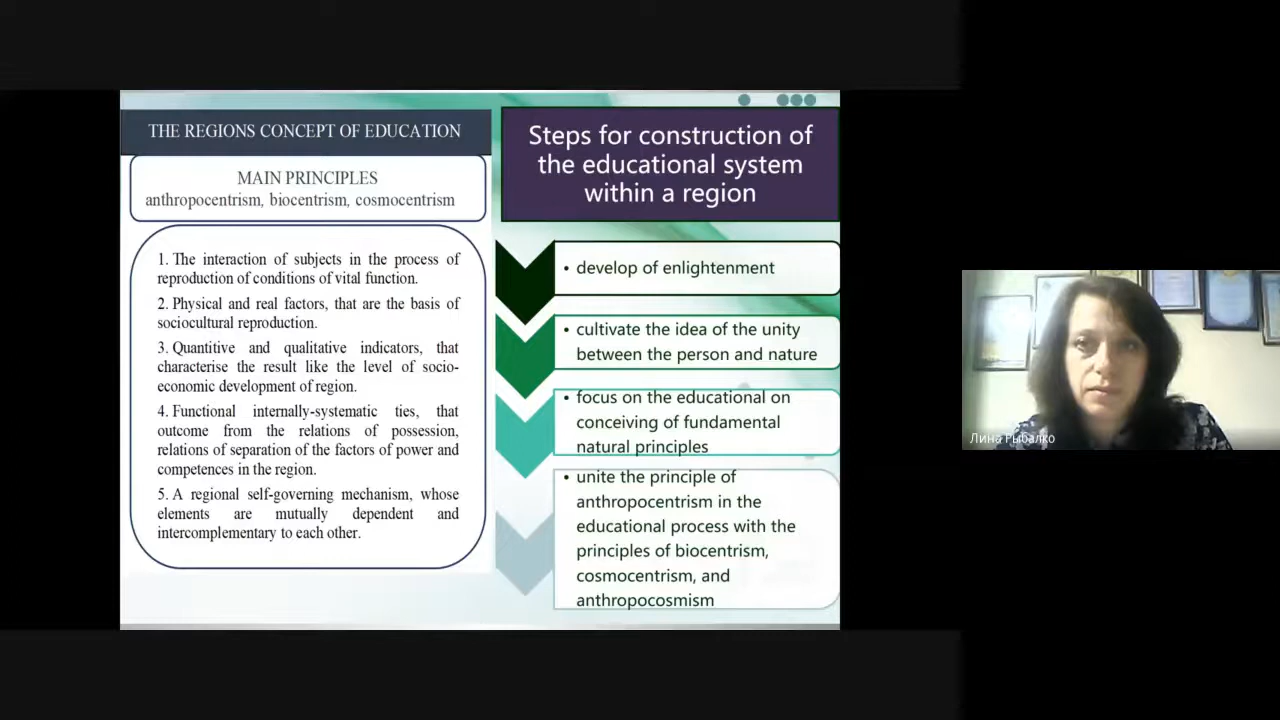 THE REGIONS CONCEPT OF EDUCATION
MAIN PRINCIPLES
anthropocentrism, biocentrism, cosmocentrism
1. The interaction of subjects in the process of
reproduction of conditions of vital function.
2. Physical and real factors, that are the basis of
sociocultural reproduction.
3. Quantitive and qualitative indicators, that
characterise the result like the level of socio-
economic development of region.
4. Functional internally-systematic ties, that
outcome from the relations of possession,
relations of separation of the factors of power and
competences in the region.
5. A regional self-governing mechanism, whose
elements are mutually dependent and
intercomplementary to each other.
Steps for construction of
the educational system
within a region
• develop of enlightenment
• cultivate the idea of the unity
between the person and nature
• focus on the educational on
conceiving of fundamental
natural principles
• unite the principle of
anthropocentrism in the
educational process with the
principles of biocentrism,
cosmocentrism, and
anthropocosmism
Лина Рыбалко